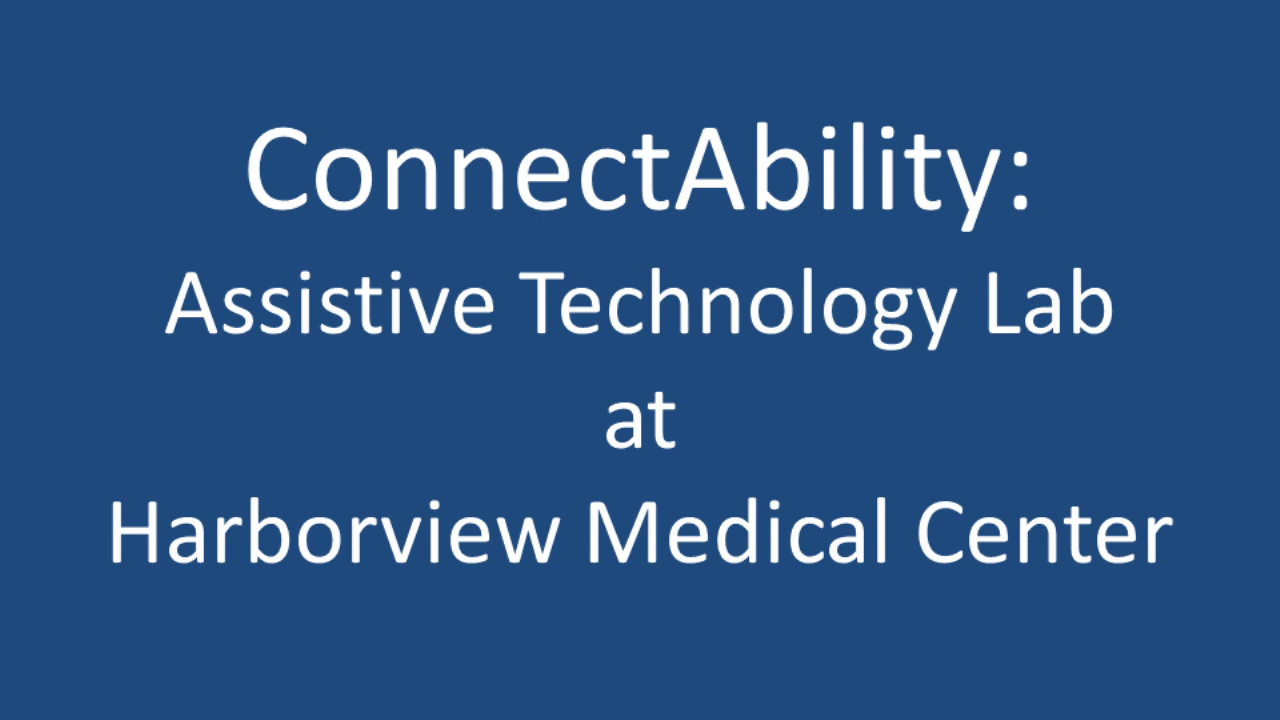 ConnectAbility:
Assistive Technology Lab
at
Harborview Medical Center